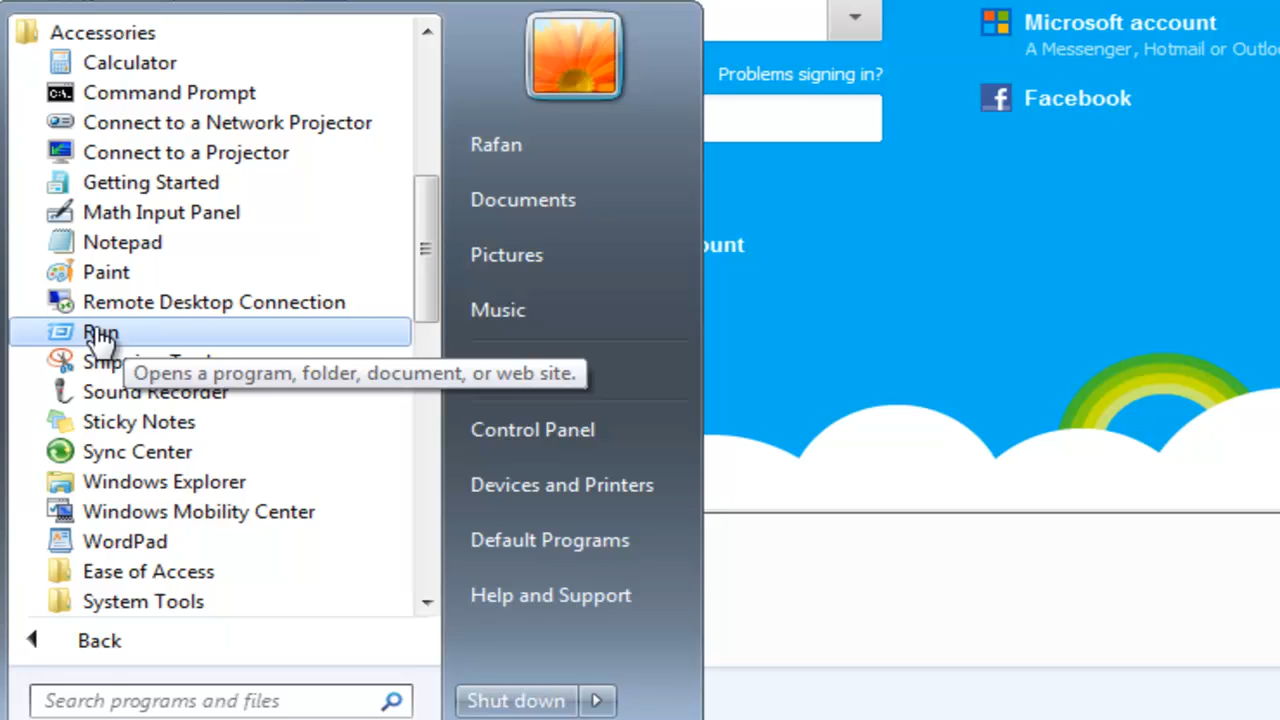 Accessories
Calculator
Command Prompt
Connect to a Network Projector
Connect to a Projector
Getting Started
Math Input Panel
Notepad
Paint
Remote Desktop Connection
Run
Opens a program, folder, document, or web site.
Sound Recorder
Sticky Notes
Sync Center
Windows Explorer
Windows Mobility Center
WordPad
Ease of Access
System Tools
Back
Search programs and files
Rafan
Documents
Pictures
Music
Control Panel
Devices and Printers
Default Programs
Help and Support
Shut down
Problems signing in?
ount
Microsoft account
A Messenger, Hotmail or Outlo
Facebook